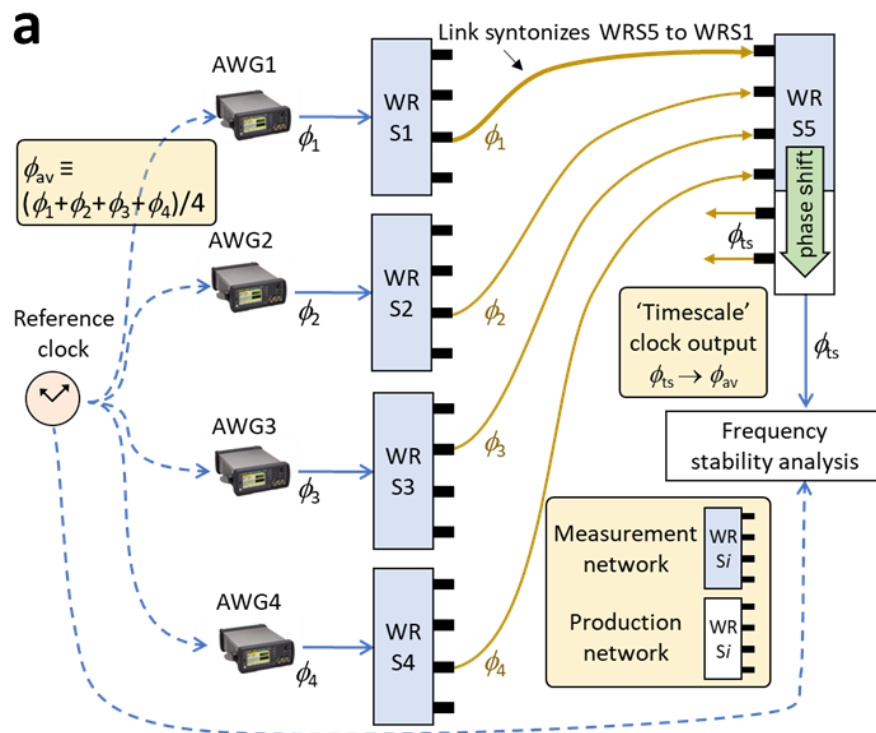 a
Link syntonizes WRS5 to WRS1
AWG1
ϕ1
WR
S1
ϕ1
WR
S5
phase shift
ϕts
ϕav ≡
(ϕ1+ϕ2+ϕ3+ϕ4)/4
AWG2
ϕ2
WR
S2
ϕ2
Reference
clock
'Timescale'
clock output
ϕts → ϕav
ϕts
AWG3
ϕ3
WR
S3
ϕ3
Frequency
stability analysis
Measurement
network
WR
Si
Production
network
WR
Si
AWG4
ϕ4
WR
S4
ϕ4